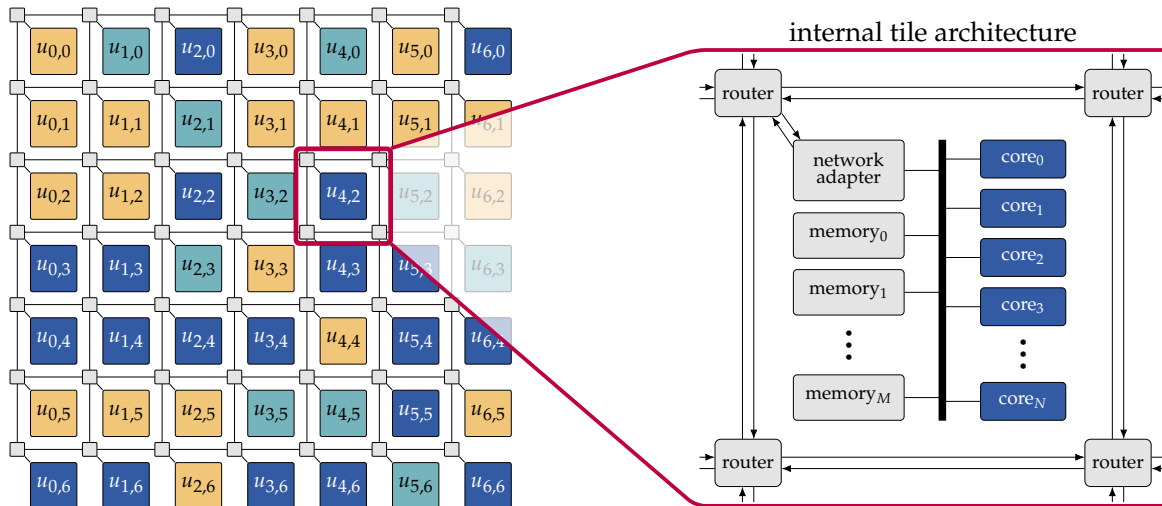 internal tile architecture
u0,0 u1,0 u2,0 u3,0 u4,0 u5,0 u6,0
u0,1 u1,1 u2,1 u3,1 u4,1 u5,1 u6,1
u0,2 u1,2 u2,2 u3,2 u4,2 u5,2 u6,2
u0,3 u1,3 u2,3 u3,3 u4,3 u5,3 u6,3
u0,4 u1,4 u2,4 u3,4 u4,4 u5,4 u6,4
u0,5 u1,5 u2,5 u3,5 u4,5 u5,5 u6,5
u0,6 u1,6 u2,6 u3,6 u4,6 u5,6 u6,6
router
router
network
adapter
memory0
memory1
⋮
memoryM
core0
core1
core2
core3
⋮
coreN
router
router